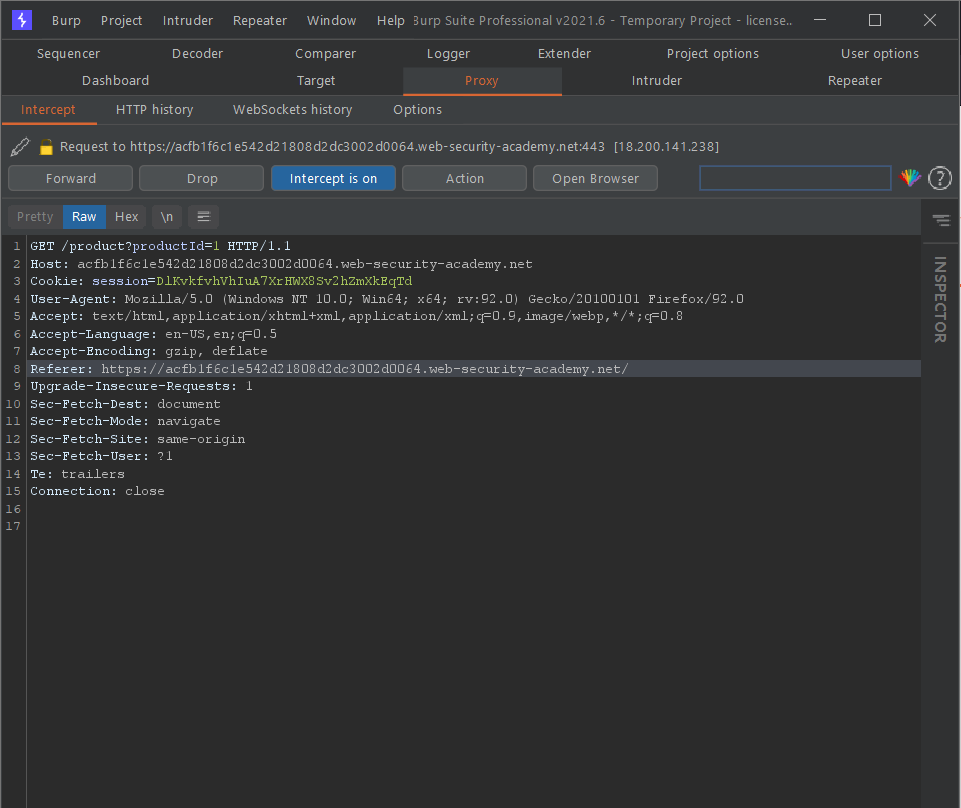 Burp Project Intruder Repeater Window Help Burp Suite Professional v2021.6 - Temporary Project - license..
Sequencer Decoder Comparer Logger Extender Project options User options
Dashboard Target Proxy Intruder Repeater
Intercept HTTP history WebSockets history Options
Request to https://acfb1f6c1e542d21808d2dc3002d0064.web-security-academy.net:443 [18.200.141.238]
Forward Drop Intercept is on Action Open Browser ?
Pretty Raw Hex \n
INSPECTOR
1 GET /product?productId=1 HTTP/1.1
2 Host: acfb1f6c1e542d21808d2dc3002d0064.web-security-academy.net
3 Cookie: session=DlKvkfvhVhIuA7XrHWX8Sv2hZmXkEqTd
4 User-Agent: Mozilla/5.0 (Windows NT 10.0; Win64; x64; rv:92.0) Gecko/20100101 Firefox/92.0
5 Accept: text/html,application/xhtml+xml,application/xml;q=0.9,image/webp,*/*;q=0.8
6 Accept-Language: en-US,en;q=0.5
7 Accept-Encoding: gzip, deflate
8 Referer: https://acfb1f6c1e542d21808d2dc3002d0064.web-security-academy.net/
9 Upgrade-Insecure-Requests: 1
10 Sec-Fetch-Dest: document
11 Sec-Fetch-Mode: navigate
12 Sec-Fetch-Site: same-origin
13 Sec-Fetch-User: ?1
14 Te: trailers
15 Connection: close
16
17